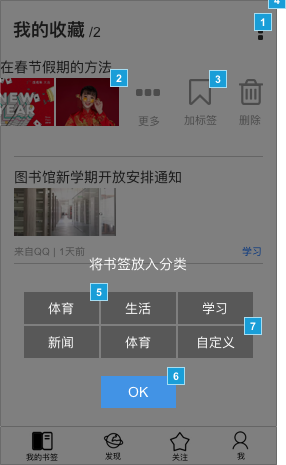 4
我的收藏 /2
1
在春节假期的方法
NEW YEAR
2
3
更多 加标签 删除
图书馆新学期开放安排通知
来自QQ | 1天前 学习
将书签放入分类
5
体育 生活 学习
7
新闻 体育 自定义
6
OK
我的书签 发现 关注 我